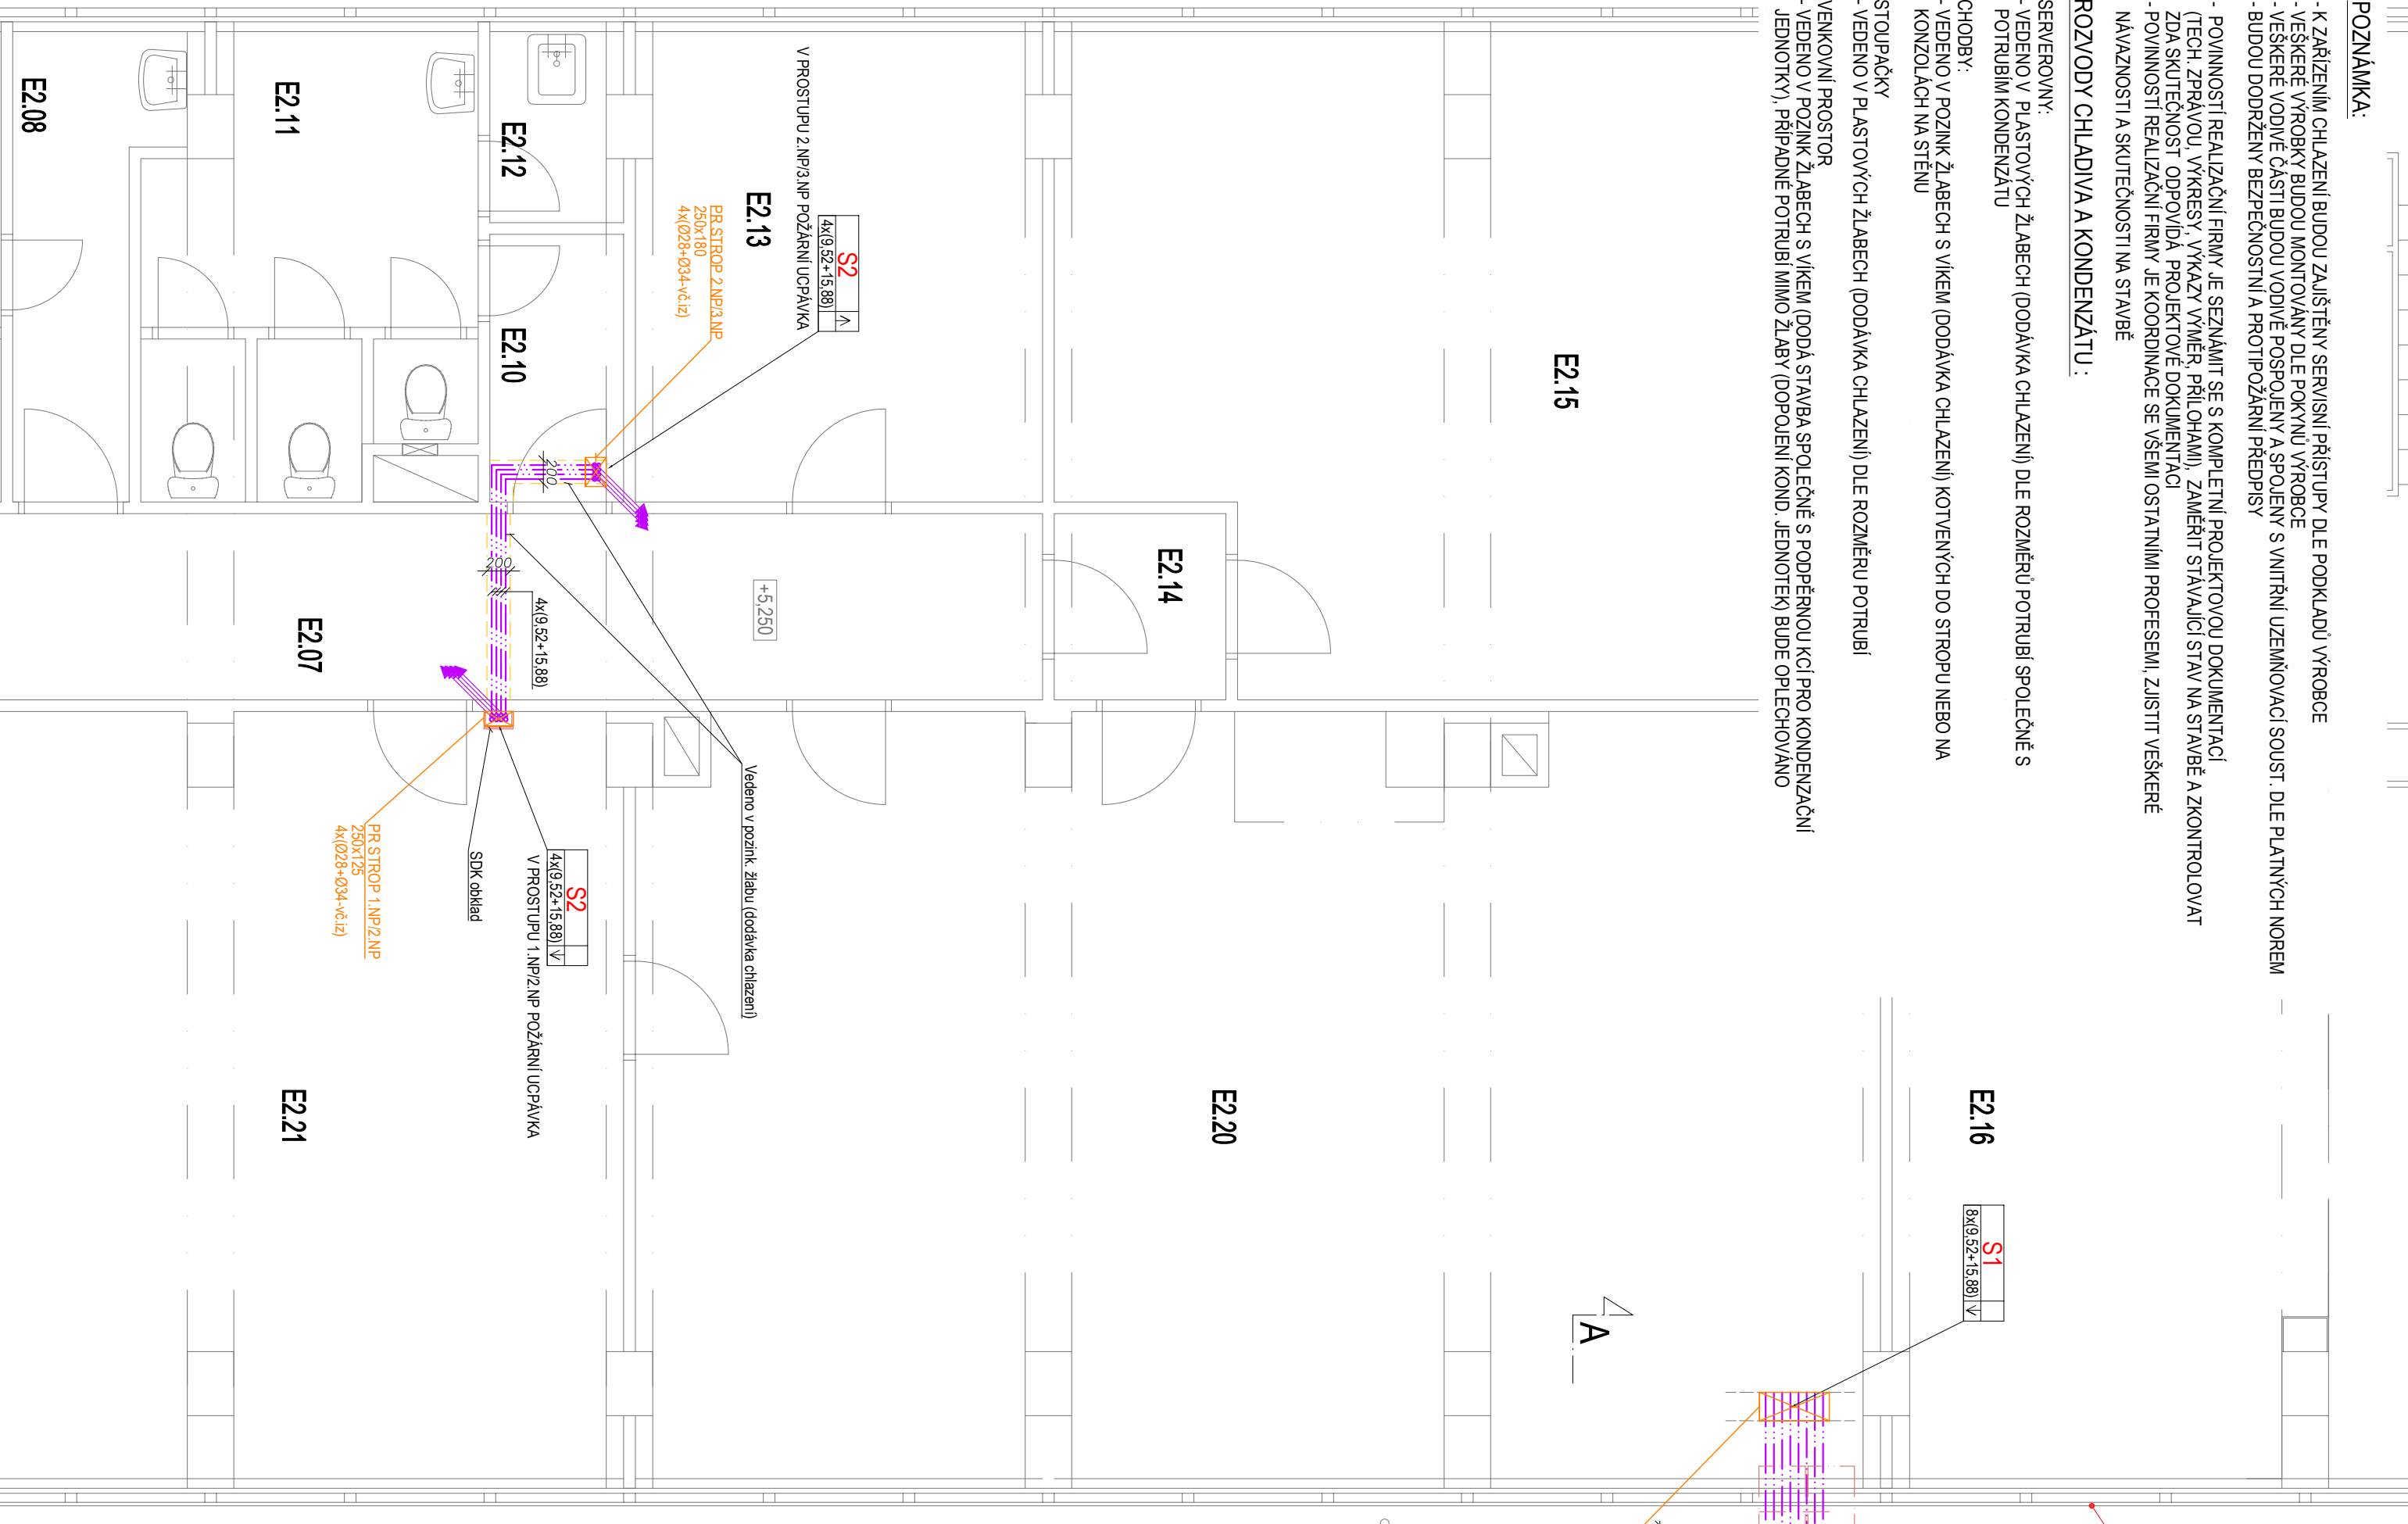 POZNÁMKA:
- K ZAŘÍZENÍM CHLAZENÍ BUDOU ZAJIŠTĚNY SERVISNÍ PŘÍSTUPY DLE PODKLADŮ VÝROBCE
- VEŠKERÉ VÝROBKY BUDOU MONTOVÁNY DLE POKYNŮ VÝROBCE
- VEŠKERÉ VODIVÉ ČÁSTI BUDOU VODIVĚ POSPOJENY A SPOJENY S VNITŘNÍ UZEMŇOVACÍ SOUST. DLE PLATNÝCH NOREM
- BUDOU DODRŽENY BEZPEČNOSTNÍ A PROTIPOŽÁRNÍ PŘEDPISY
- POVINNOSTÍ REALIZAČNÍ FIRMY JE SEZNÁMIT SE S KOMPLETNÍ PROJEKTOVOU DOKUMENTACÍ
(TECH. ZPRÁVOU, VÝKRESY, VÝKAZY VÝMĚR, PŘÍLOHAMI), ZAMĚŘIT STÁVAJÍCÍ STAV NA STAVBĚ A ZKONTROLOVAT
ZDA SKUTEČNOST ODPOVÍDÁ PROJEKTOVÉ DOKUMENTACI
- POVINNOSTÍ REALIZAČNÍ FIRMY JE KOORDINACE SE VŠEMI OSTATNÍMI PROFESEMI, ZJISTIT VEŠKERÉ
NÁVAZNOSTI A SKUTEČNOSTI NA STAVBĚ
ROZVODY CHLADIVA A KONDENZÁTU :
SERVEROVNY:
- VEDENO V PLASTOVÝCH ŽLABECH (DODÁVKA CHLAZENÍ) DLE ROZMĚRŮ POTRUBÍ SPOLEČNĚ S
POTRUBÍM KONDENZÁTU
CHODBY:
- VEDENO V POZINK ŽLABECH S VÍKEM (DODÁVKA CHLAZENÍ) KOTVENÝCH DO STROPU NEBO NA
KONZOLÁCH NA STĚNU
STOUPAČKY
- VEDENO V PLASTOVÝCH ŽLABECH (DODÁVKA CHLAZENÍ) DLE ROZMĚRU POTRUBÍ
VENKOVNÍ PROSTOR
- VEDENO V POZINK ŽLABECH S VÍKEM (DODÁ STAVBA SPOLEČNĚ S PODPĚRNOU KCÍ PRO KONDENZAČNÍ
JEDNOTKY), PŘÍPADNÉ POTRUBÍ MIMO ŽLABY (DOPOJENÍ KOND. JEDNOTEK) BUDE OPLECHOVÁNO
E2.16
S1
8x(9,52+15,88)
A
E2.15
E2.20
E2.14
S2
4x(9,52+15,88)
V PROSTUPU 2.NP/3.NP POŽÁRNÍ UCPÁVKA
E2.13
+5,250
PR STROP 2.NP/3.NP
250x180
4x(Ø28+Ø34-vč.iz)
Vedeno v pozink. žlabu (dodávka chlazení)
E2.12
E2.10
200
200
4x(9,52+15,88)
S2
4x(9,52+15,88)
V PROSTUPU 1.NP/2.NP POŽÁRNÍ UCPÁVKA
SDK obklad
PR STROP 1.NP/2.NP
250x125
4x(Ø28+Ø34-vč.iz)
E2.11
E2.07
E2.21
E2.08